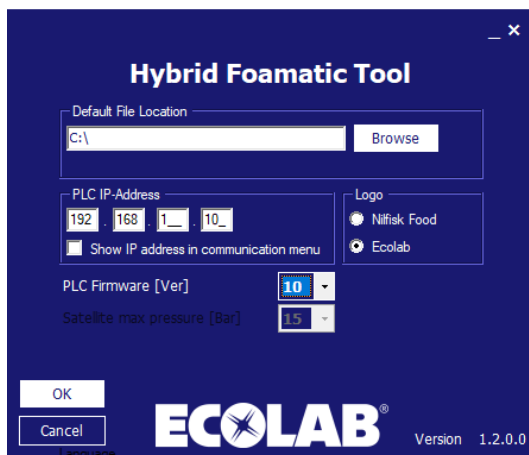 _ ×
Hybrid Foamatic Tool
Default File Location
C:\
Browse
PLC IP-Address
192 . 168 . 1__ . 10_
Show IP address in communication menu
Logo
Nilfisk Food
Ecolab
PLC Firmware [Ver] 10
Satellite max pressure [Bar] 15
OK
Cancel
Language
ECOLAB®
Version 1.2.0.0